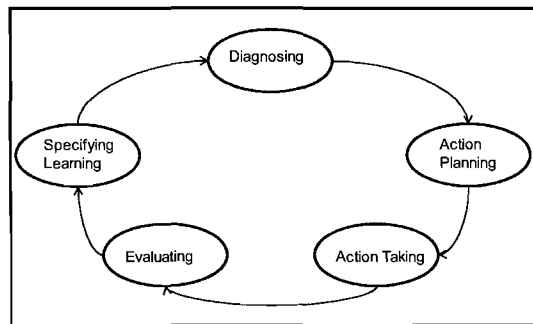 Diagnosing
Action
Planning
Action Taking
Evaluating
Specifying
Learning